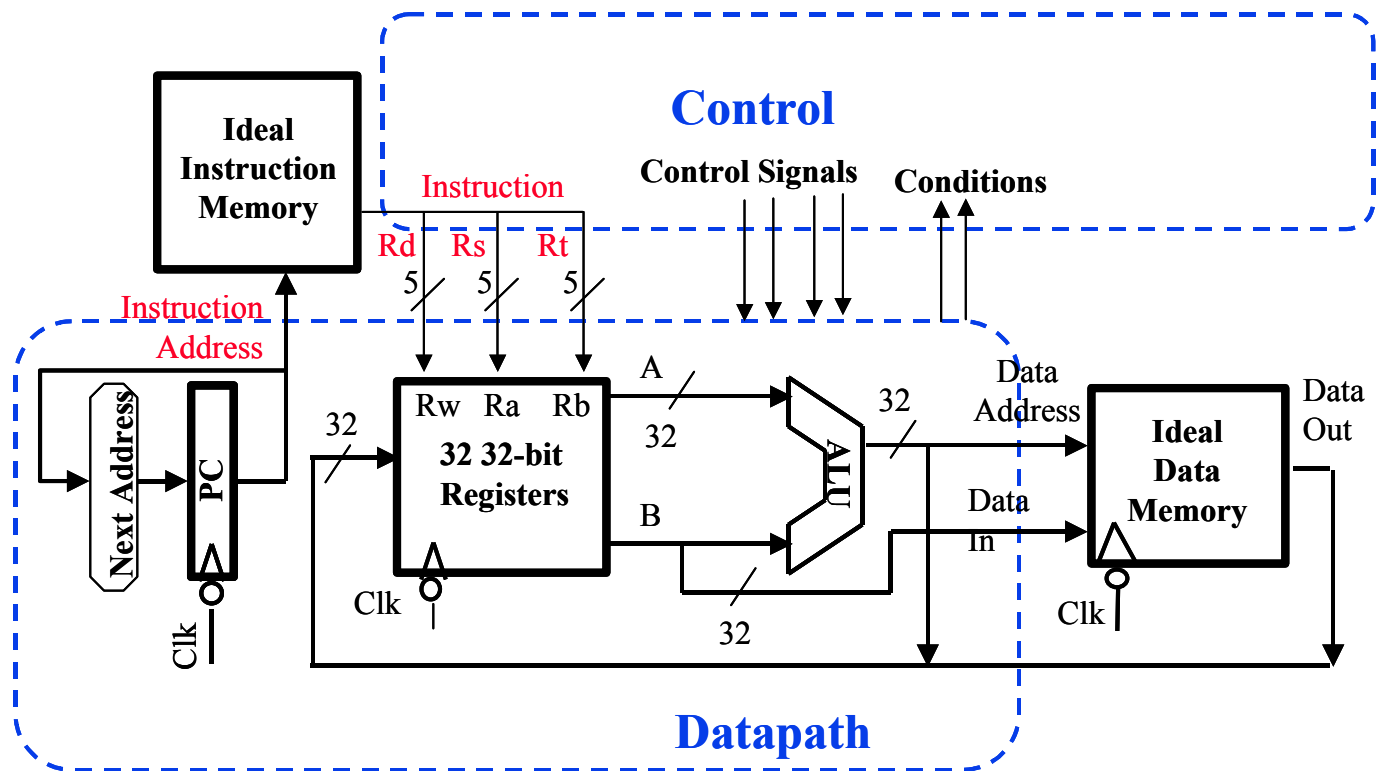 Control
Ideal
Instruction
Memory
Control Signals
Conditions
Instruction
Rd
Rs
Rt
5
5
5
Instruction
Address
A
32
32
Data
Address
Data
Out
Next Address
PC
32
Rw Ra Rb
32 32-bit
Registers
ALU
Ideal
Data
Memory
B
Data
In
Clk
32
Clk
Clk
Datapath